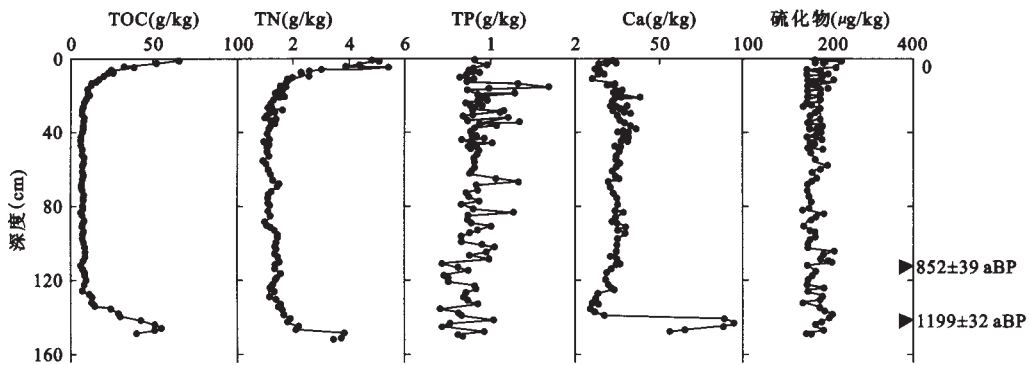 TOC(g/kg) TN(g/kg) TP(g/kg) Ca(g/kg) 硫化物(μg/kg)
0 50 100 2 4 6 1 2 50 100 200 400
0 0
40
80
120
160
深度(cm)
852±39 aBP
1199±32 aBP